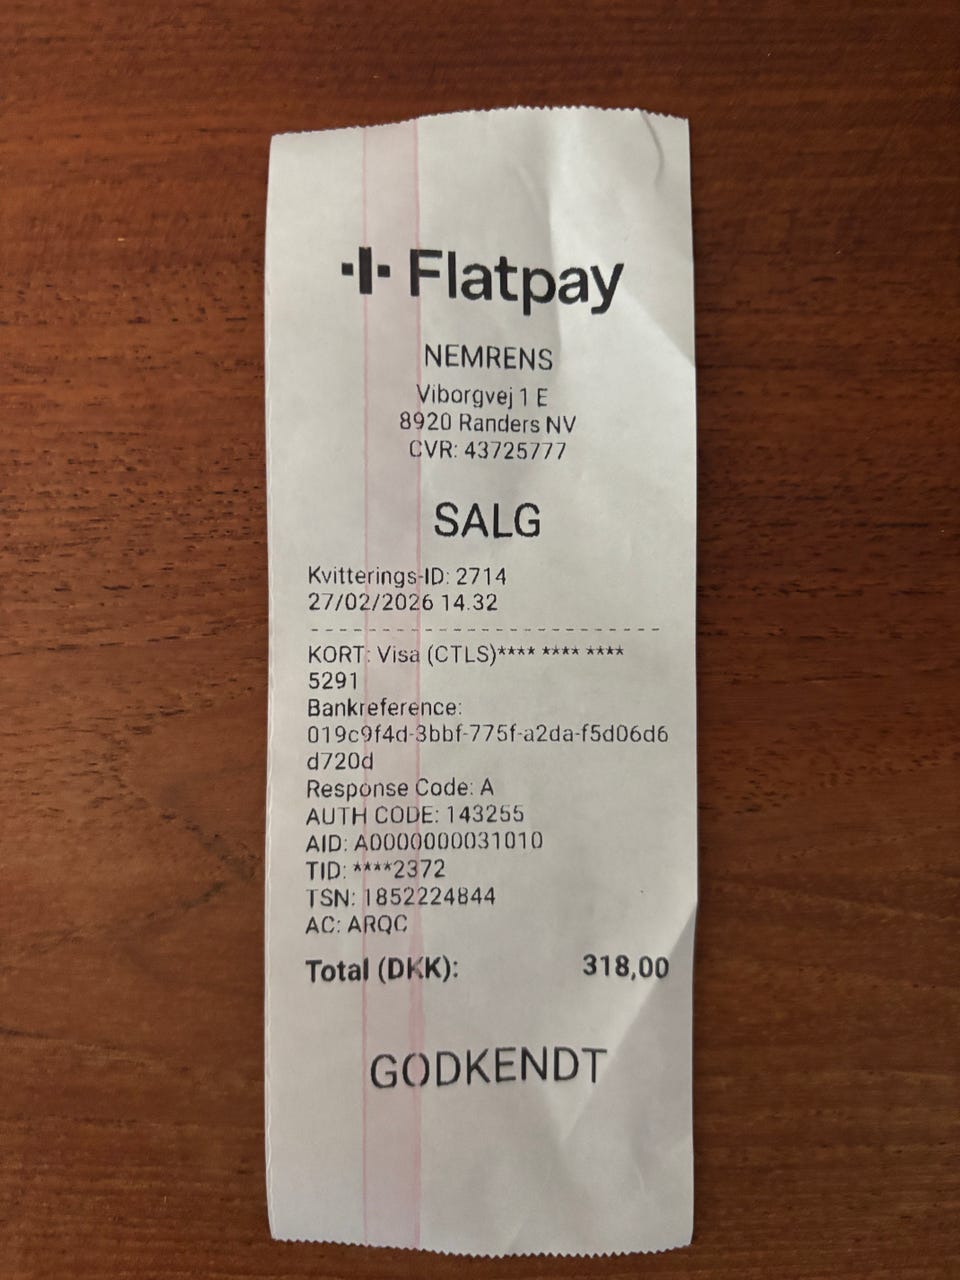 Flatpay
NEMRENS
Viborgvej 1 E
8920 Randers NV
CVR: 43725777
SALG
Kvitterings-ID: 2714
27/02/2026 14.32
KORT: Visa (CTLS)**** **** ****
5291
Bankreference:
019c9f4d-3bbf-775f-a2da-f5d06d6
d720d
Response Code: A
AUTH CODE: 143255
AID: A0000000031010
TID: ****2372
TSN: 1852224844
AC: ARQC
Total (DKK): 318,00
GODKENDT